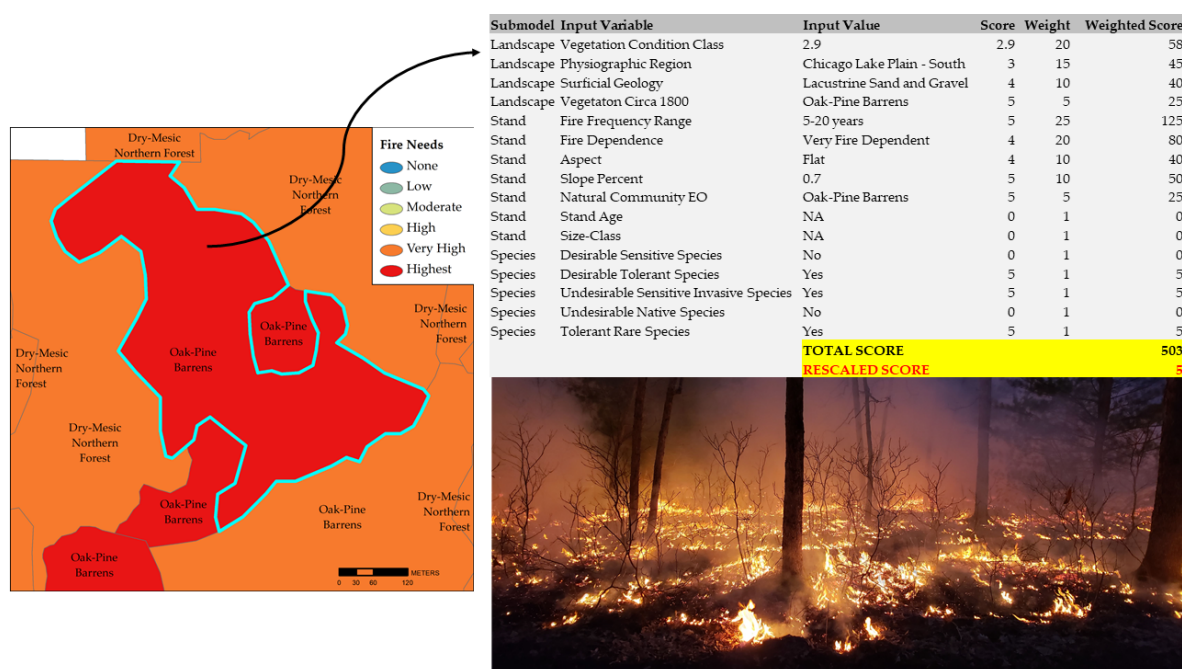 Submodel Input Variable Input Value Score Weight Weighted Score
Landscape Vegetation Condition Class 2.9 2.9 20 58
Landscape Physiographic Region Chicago Lake Plain - South 3 15 45
Landscape Surficial Geology Lacustrine Sand and Gravel 4 10 40
Landscape Vegetaton Circa 1800 Oak-Pine Barrens 5 5 25
Stand Fire Frequency Range 5-20 years 5 25 125
Stand Fire Dependence Very Fire Dependent 4 20 80
Stand Aspect Flat 4 10 40
Stand Slope Percent 0.7 5 10 50
Stand Natural Community EO Oak-Pine Barrens 5 5 25
Stand Stand Age NA 0 1 0
Stand Size-Class NA 0 1 0
Species Desirable Sensitive Species No 0 1 0
Species Desirable Tolerant Species Yes 5 1 5
Species Undesirable Sensitive Invasive Species Yes 5 1 5
Species Undesirable Native Species No 0 1 0
Species Tolerant Rare Species Yes 5 1 5
TOTAL SCORE 503
RESCALED SCORE 5
Dry-Mesic
Northern Forest
Fire Needs
None
Low
Moderate
High
Very High
Highest
Dry-Mesic
Northern
Forest
Dry-Mesic
Northern
Forest
Oak-Pine
Barrens
Dry-Mesic
Northern
Forest
Oak-Pine
Barrens
Dry-Mesic
Northern
Forest
Dry-Mesic
Northern
Forest
Oak-Pine
Barrens
Oak-Pine
Barrens
Oak-Pine
Barrens
METERS
0 30 60 120